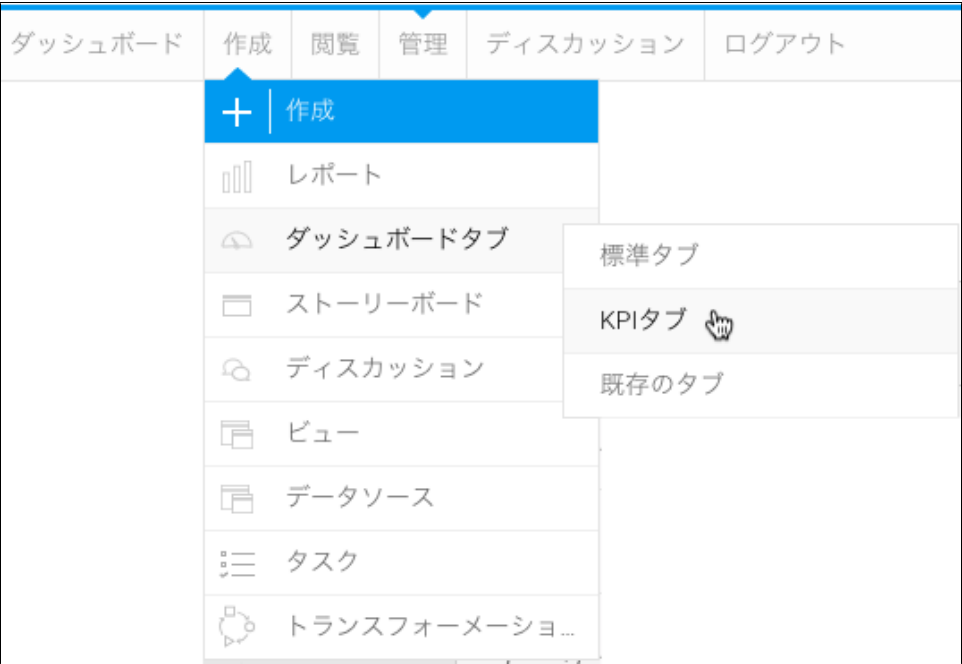 ダッシュボード 作成 閲覧 管理 ディスカッション ログアウト
作成
レポート
ダッシュボードタブ
標準タブ
ストーリーボード
KPIタブ
ディスカッション
既存のタブ
ビュー
データソース
タスク
トランスフォーメーショ...